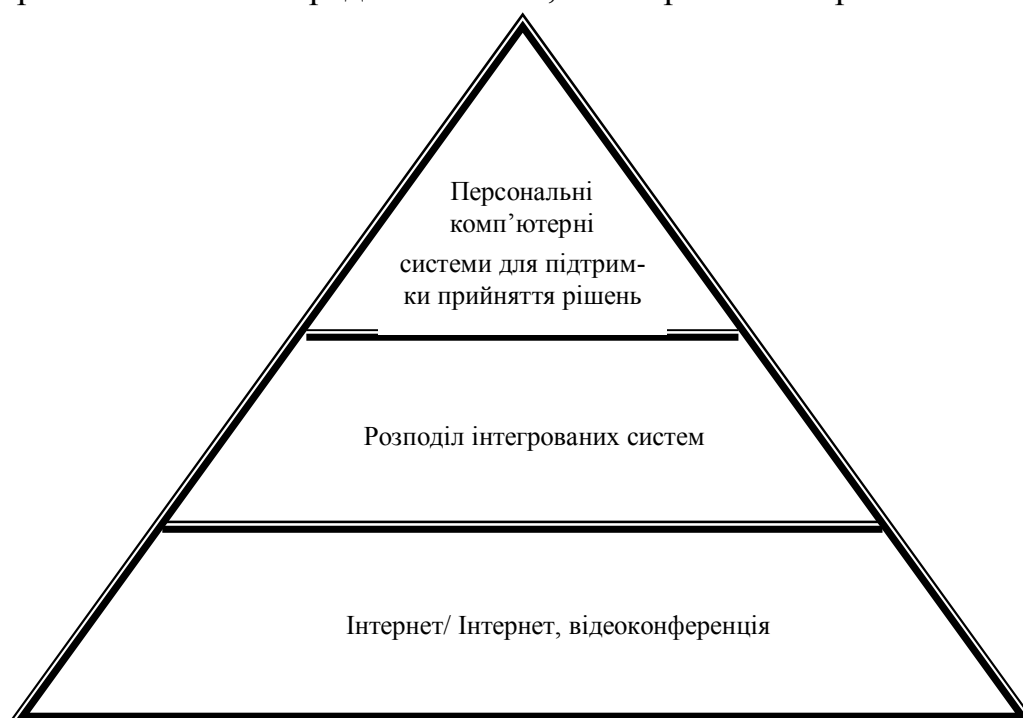 Персональні
комп’ютерні
системи для підтрим-
ки прийняття рішень
Розподіл інтегрованих систем
Інтернет/ Інтернет, відеоконференція